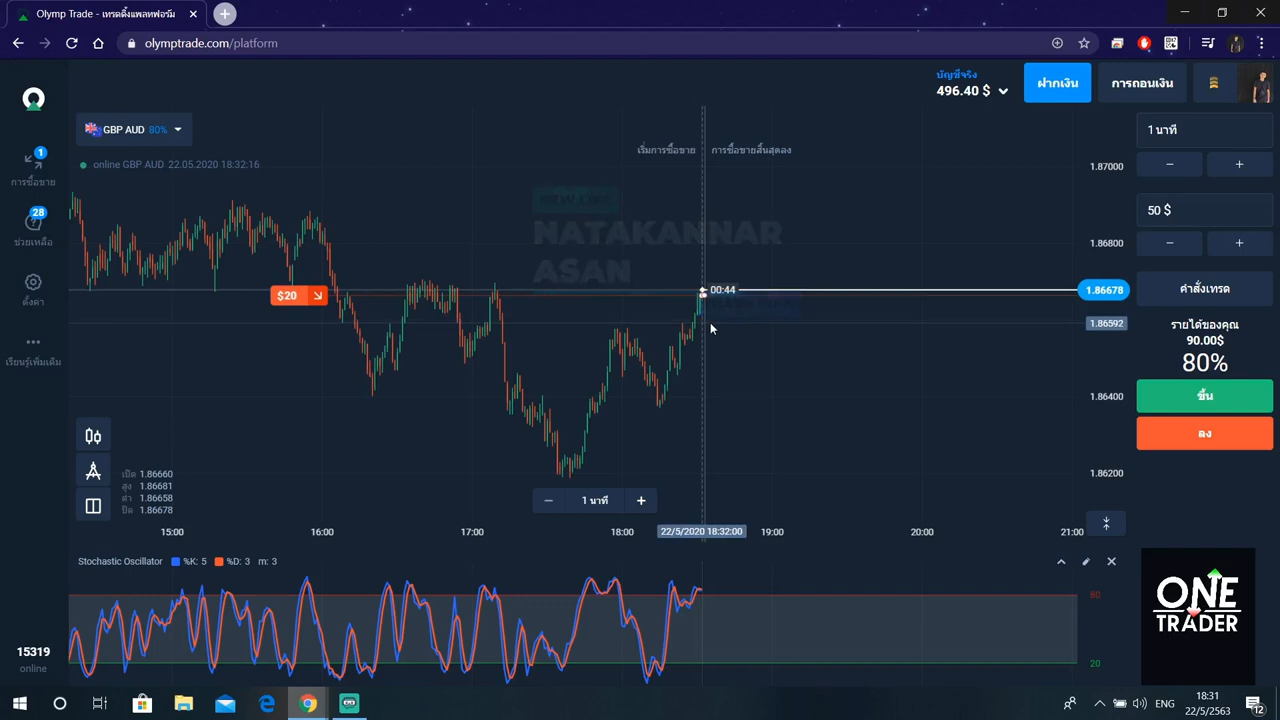 Olymp Trade - เทรดดิ้งแพลทฟอร์ม
olymptrade.com/platform
บัญชีจริง
496.40 $
ฝากเงิน
การถอนเงิน
GBP AUD 80%
online GBP AUD 22.05.2020 18:32:16
เริ่มการซื้อขาย
การซื้อขายสิ้นสุดลง
1
การซื้อขาย
28
ช่วยเหลือ
ตั้งค่า
เรียนรู้เพิ่มเติม
15319
online
NATAKANNAR
ASAN
$20
00:44
1.87000
1.86800
1.86678
1.86592
1.86400
1.86200
1 นาที
50 $
คำสั่งเทรด
รายได้ของคุณ
90.00$
80%
ขึ้น
ลง
เปิด 1.86660
สูง 1.86681
ต่ำ 1.86658
ปิด 1.86678
1 นาที
15:00
16:00
17:00
18:00
22/5/2020 18:32:00
19:00
20:00
21:00
Stochastic Oscillator %K: 5 %D: 3 m: 3
80
20
ONE
TRADER
ENG
18:31
22/5/2563
12